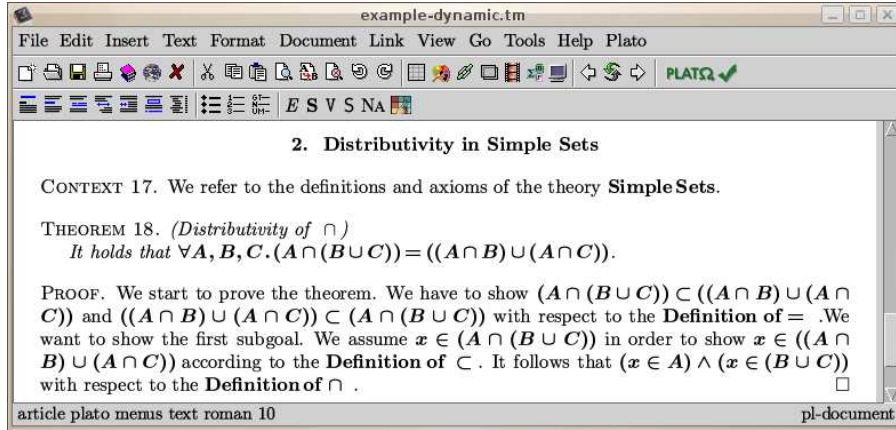 example-dynamic.tm
File Edit Insert Text Format Document Link View Go Tools Help Plato
PLATΩ
E S V S NA
2. Distributivity in Simple Sets
CONTEXT 17. We refer to the definitions and axioms of the theory Simple Sets.
THEOREM 18. (Distributivity of ∩ )
It holds that ∀A, B, C.(A ∩ (B ∪ C)) = ((A ∩ B) ∪ (A ∩ C)).
PROOF. We start to prove the theorem. We have to show (A ∩ (B ∪ C)) ⊂ ((A ∩ B) ∪ (A ∩
C)) and ((A ∩ B) ∪ (A ∩ C)) ⊂ (A ∩ (B ∪ C)) with respect to the Definition of = .We
want to show the first subgoal. We assume x ∈ (A ∩ (B ∪ C)) in order to show x ∈ ((A ∩
B) ∪ (A ∩ C)) according to the Definition of ⊂ . It follows that (x ∈ A) ∧ (x ∈ (B ∪ C))
with respect to the Definition of ∩ . □
article plato menus text roman 10 pl-document